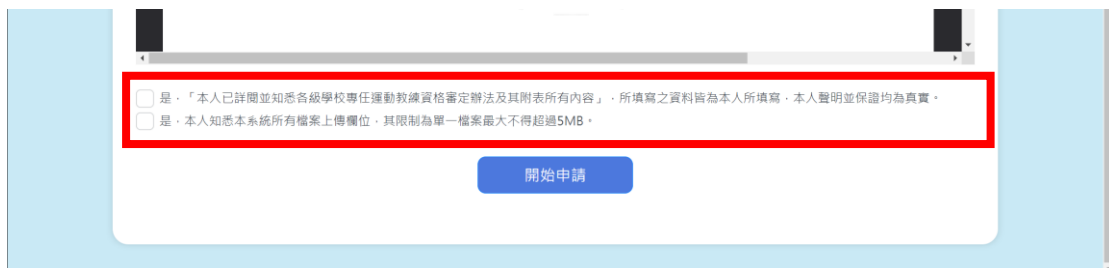 是，「本人已詳閱並知悉各級學校專任運動教練資格審定辦法及其附表所有內容」，所填寫之資料皆為本人所填寫，本人聲明並保證均為真實。
是，本人知悉本系統所有檔案上傳欄位，其限制為單一檔案最大不得超過5MB。
開始申請